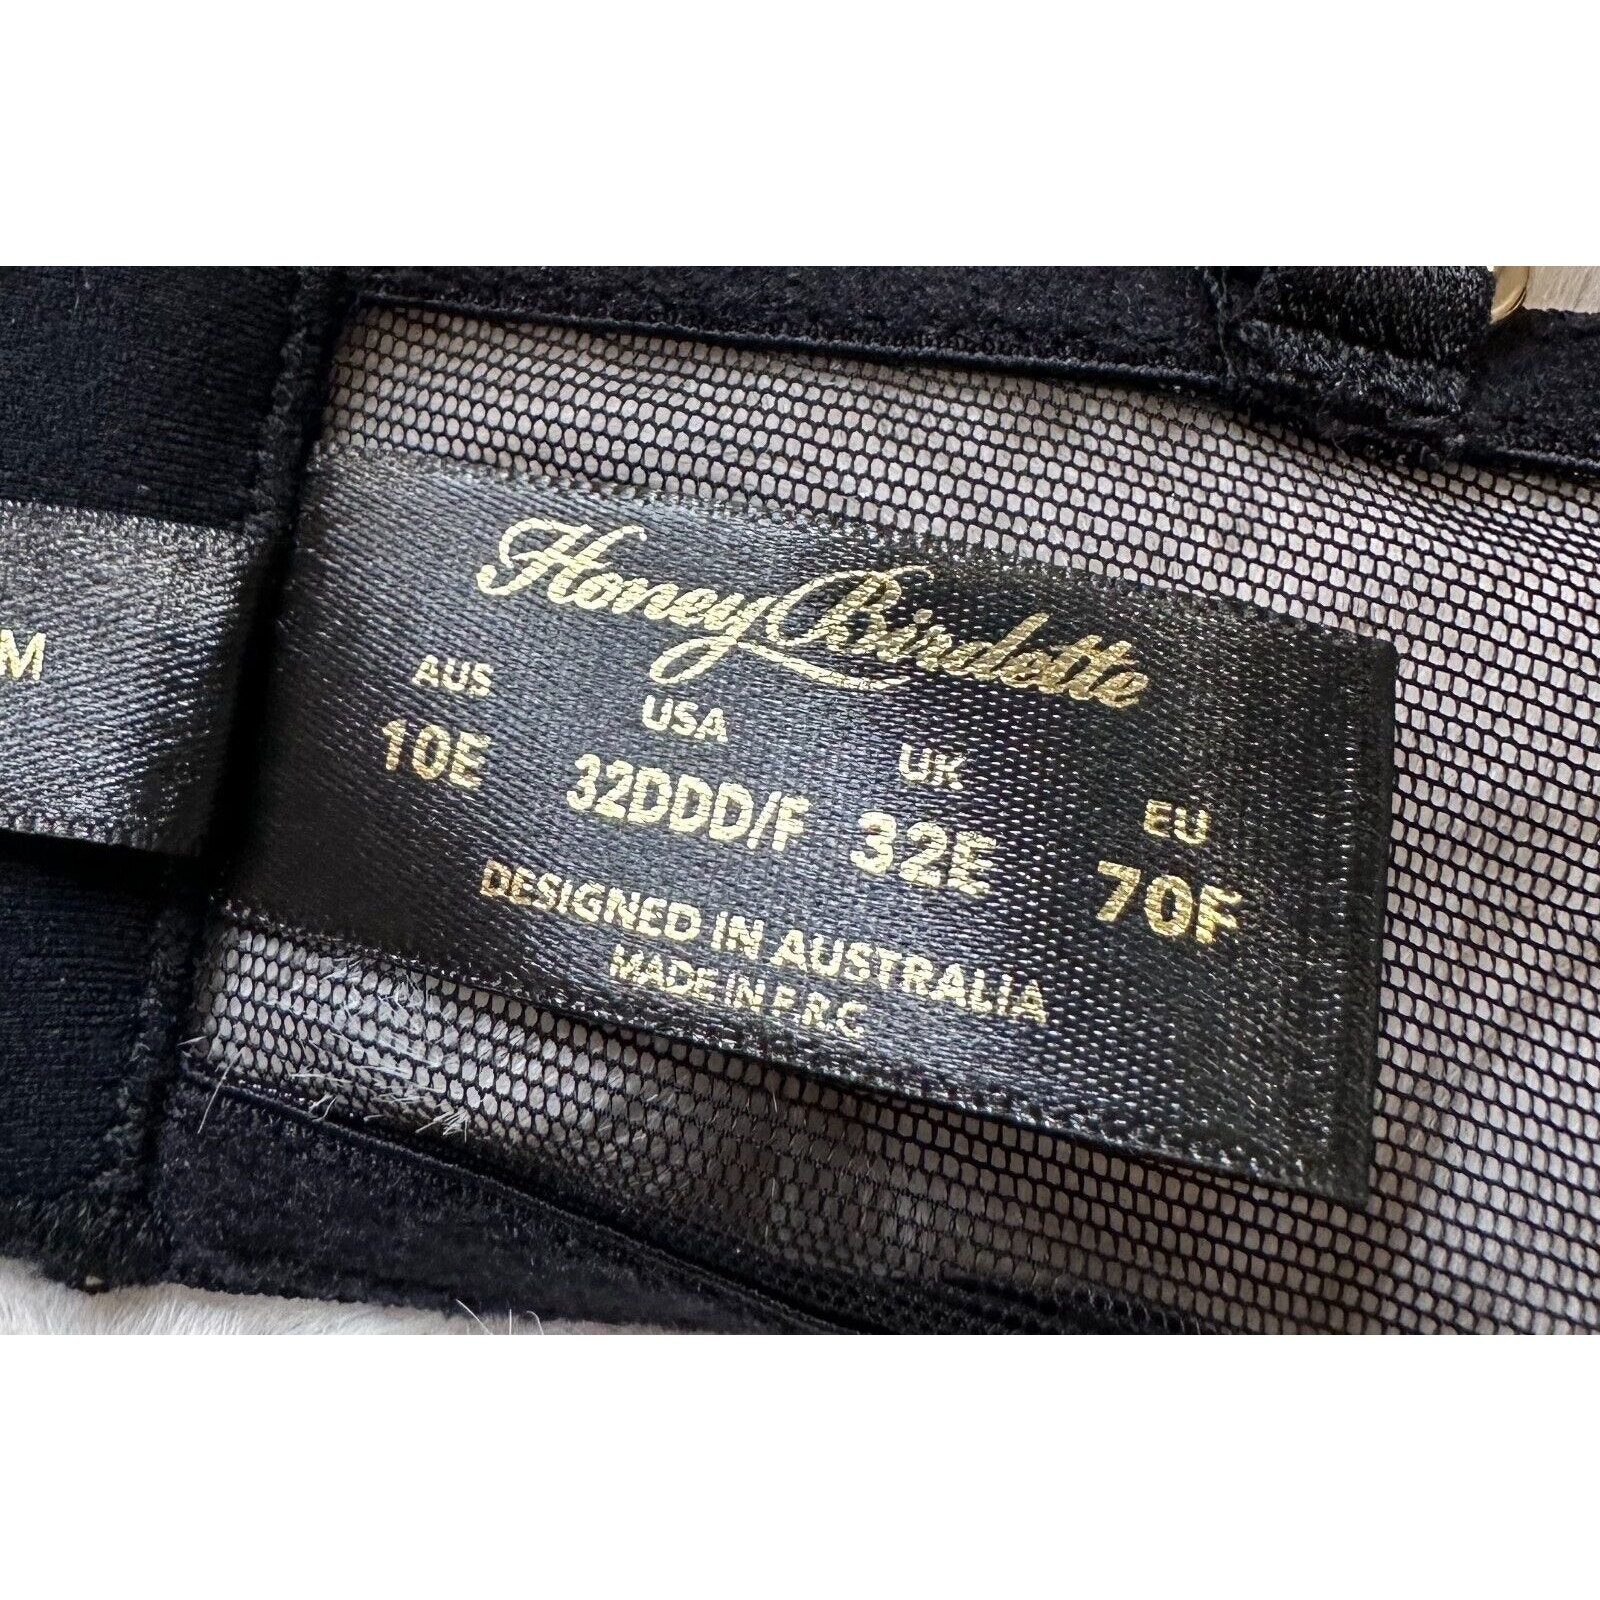 Honey Birdette
AUS USA UK EU
10E 32DDD/F 32E 70F
DESIGNED IN AUSTRALIA
MADE IN P.R.C
M